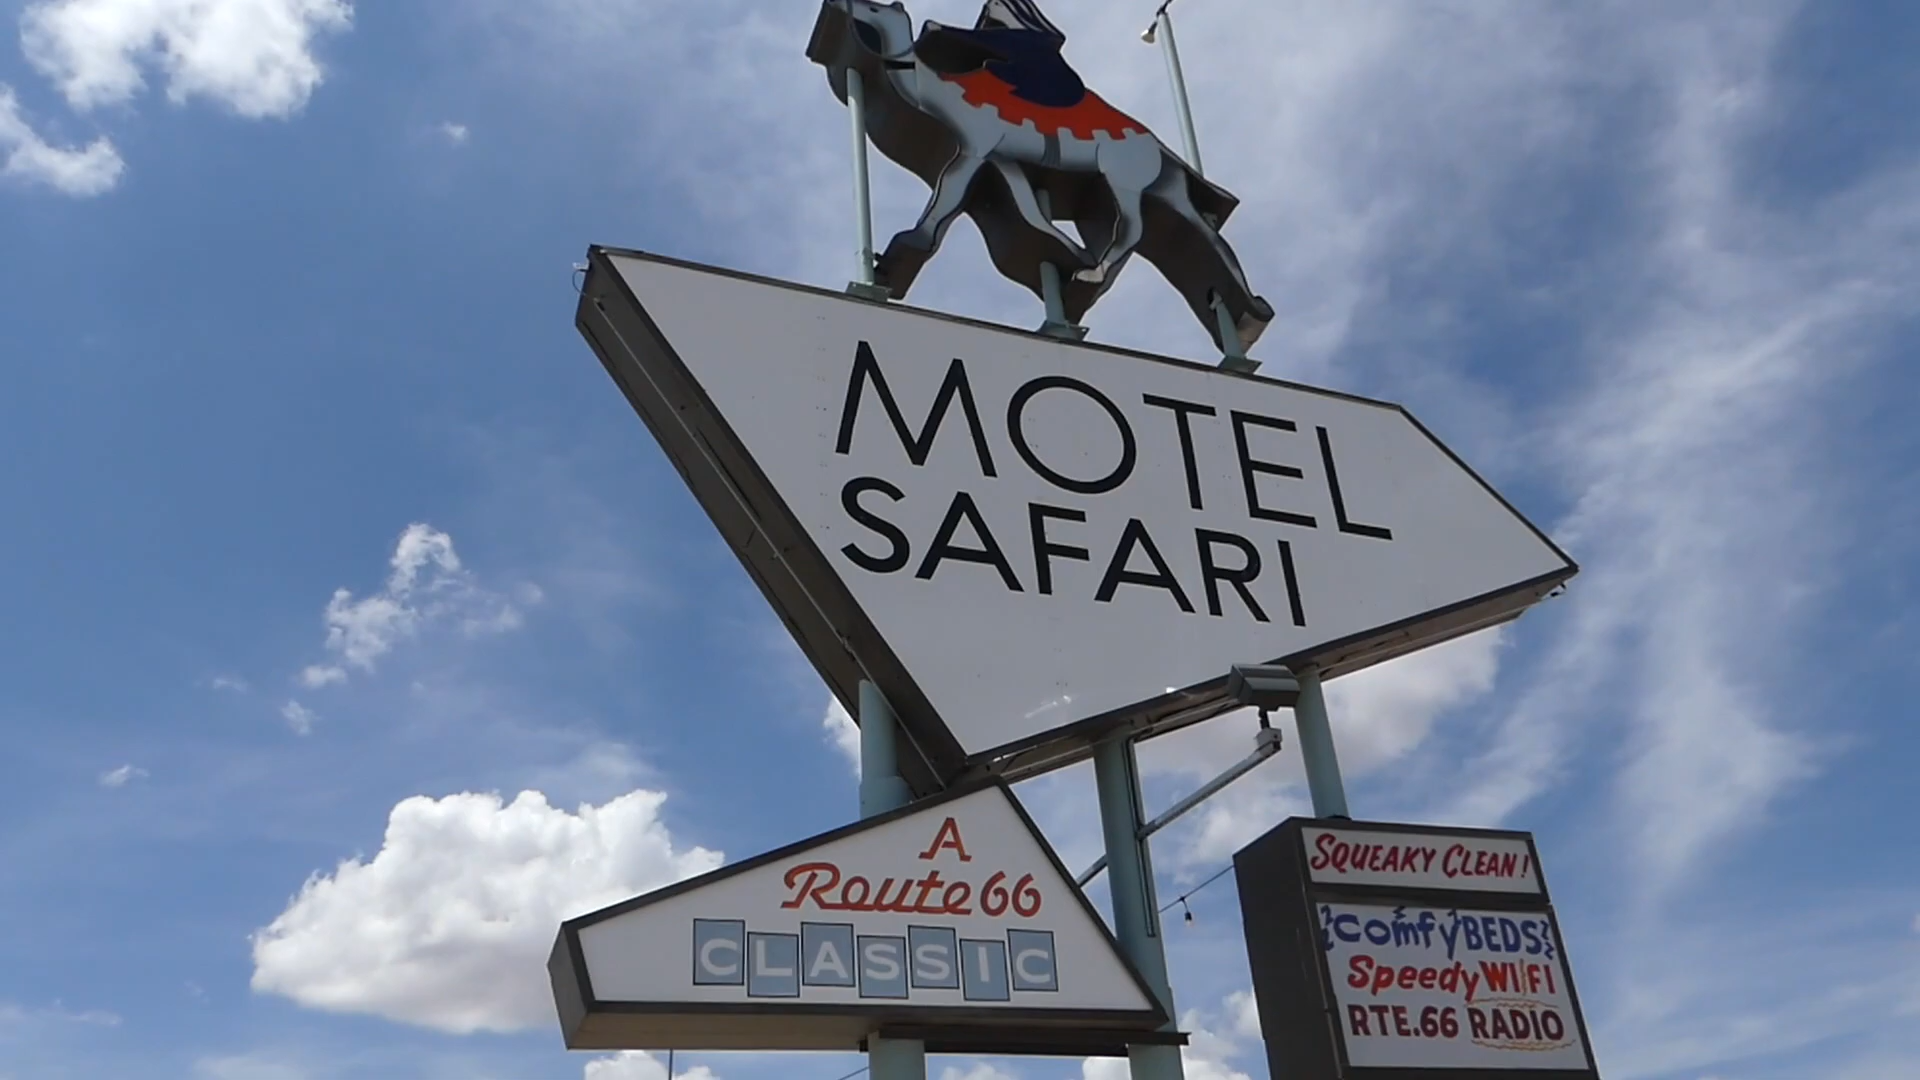 MOTEL
SAFARI
A
Route 66
CLASSIC
SQUEAKY CLEAN!
Comfy BEDS
Speedy WI/FI
RTE.66 RADIO